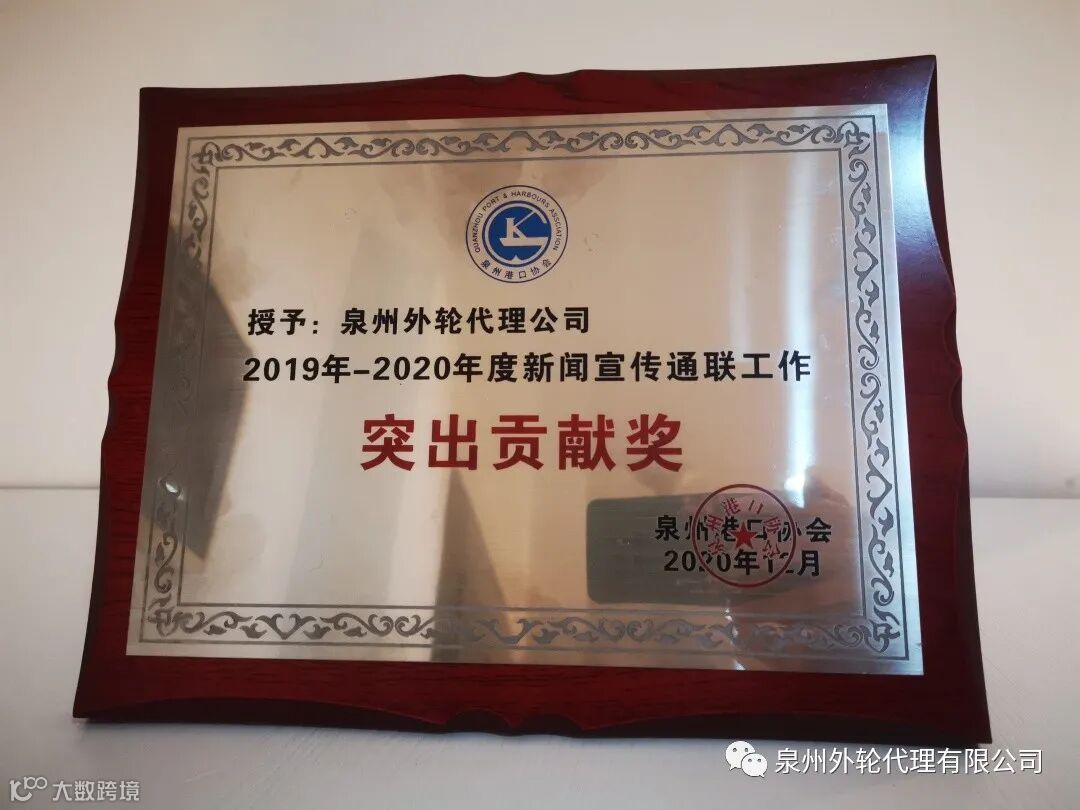 QUANZHOU PORT & HARBOURS ASSCIATION
泉州港口协会
授予：泉州外轮代理公司
2019年-2020年度新闻宣传通联工作
突出贡献奖
泉州港口协会
2020年12月
泉州外轮代理有限公司
大数跨境